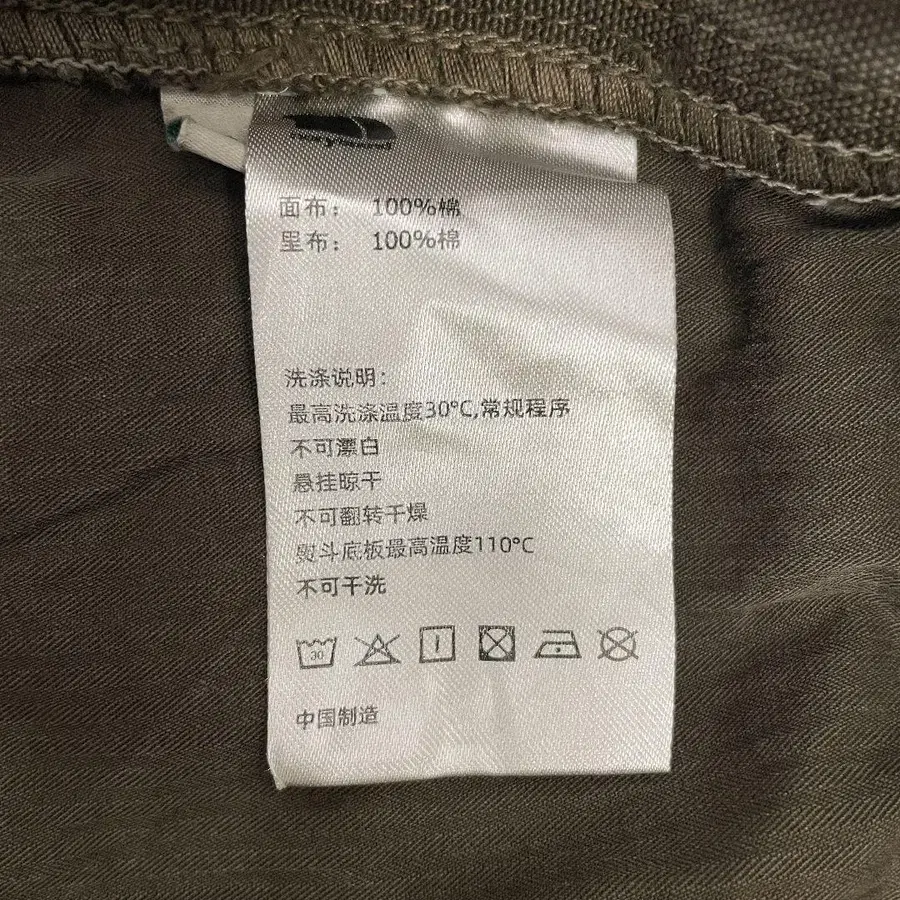 面布： 100%棉
里布： 100%棉
洗涤说明：
最高洗涤温度30°C,常规程序
不可漂白
悬挂晾干
不可翻转干燥
熨斗底板最高温度110°C
不可干洗
30
中国制造